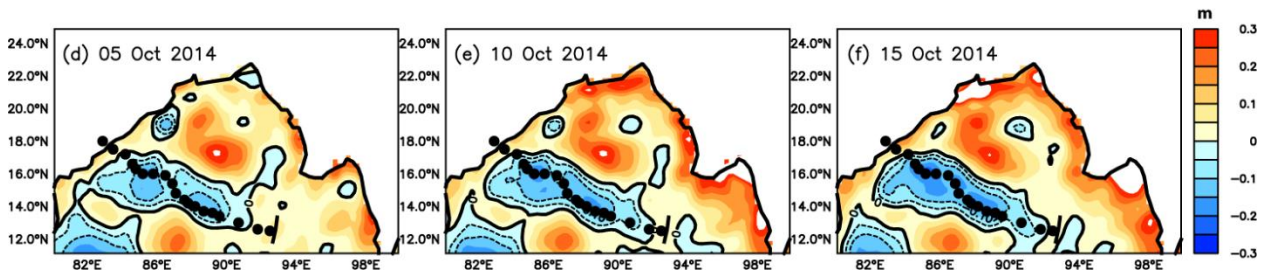 m
(d) 05 Oct 2014
(e) 10 Oct 2014
(f) 15 Oct 2014
24.0°N
22.0°N
20.0°N
18.0°N
16.0°N
14.0°N
12.0°N
24.0°N
22.0°N
20.0°N
18.0°N
16.0°N
14.0°N
12.0°N
24.0°N
22.0°N
20.0°N
18.0°N
16.0°N
14.0°N
12.0°N
82°E 86°E 90°E 94°E 98°E
82°E 86°E 90°E 94°E 98°E
82°E 86°E 90°E 94°E 98°E
0.3
0.2
0.1
0
−0.1
−0.2
−0.3